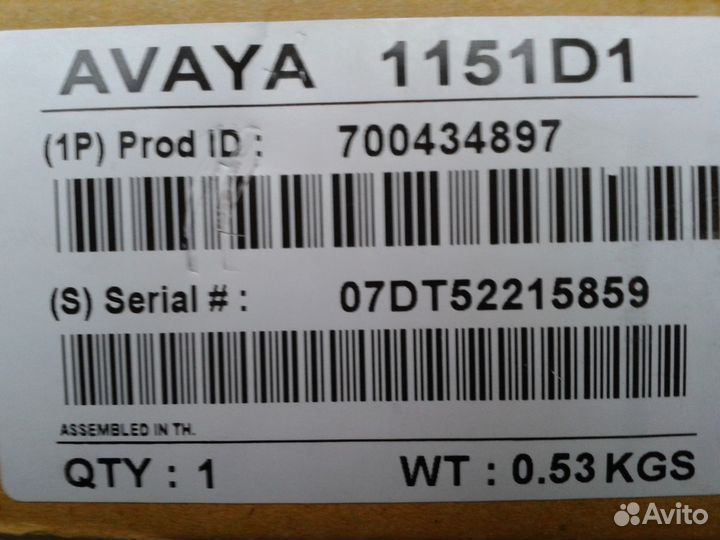 AVAYA 1151D1
(1P) Prod ID : 700434897
(S) Serial # : 07DT52215859
ASSEMBLED IN TH.
QTY : 1 WT : 0.53 KGS
Avito